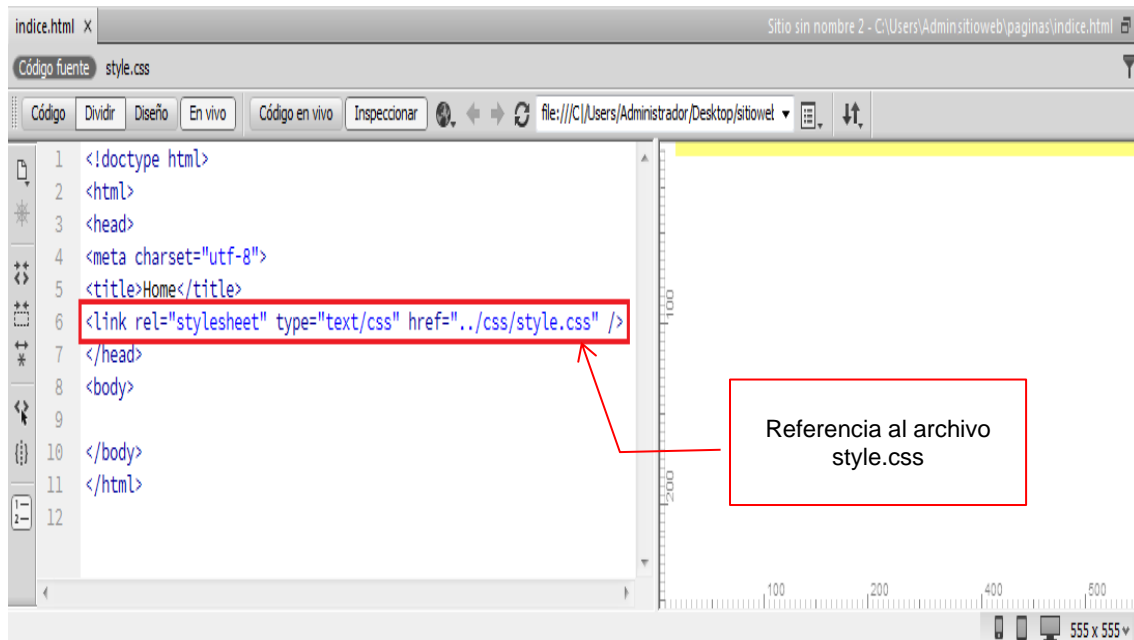 indice.html X
Sitio sin nombre 2 - C:\Users\Adminsitioweb\paginas\indice.html
Código fuente style.css
Código Dividir Diseño En vivo Código en vivo Inspeccionar file:///C|/Users/Administrador/Desktop/sitiowet
1 <!doctype html>
2 <html>
3 <head>
4 <meta charset="utf-8">
5 <title>Home</title>
6 <link rel="stylesheet" type="text/css" href="../css/style.css" />
7 </head>
8 <body>
9
10 </body>
11 </html>
12
Referencia al archivo
style.css
100
200
100 200 400 500
555 x 555